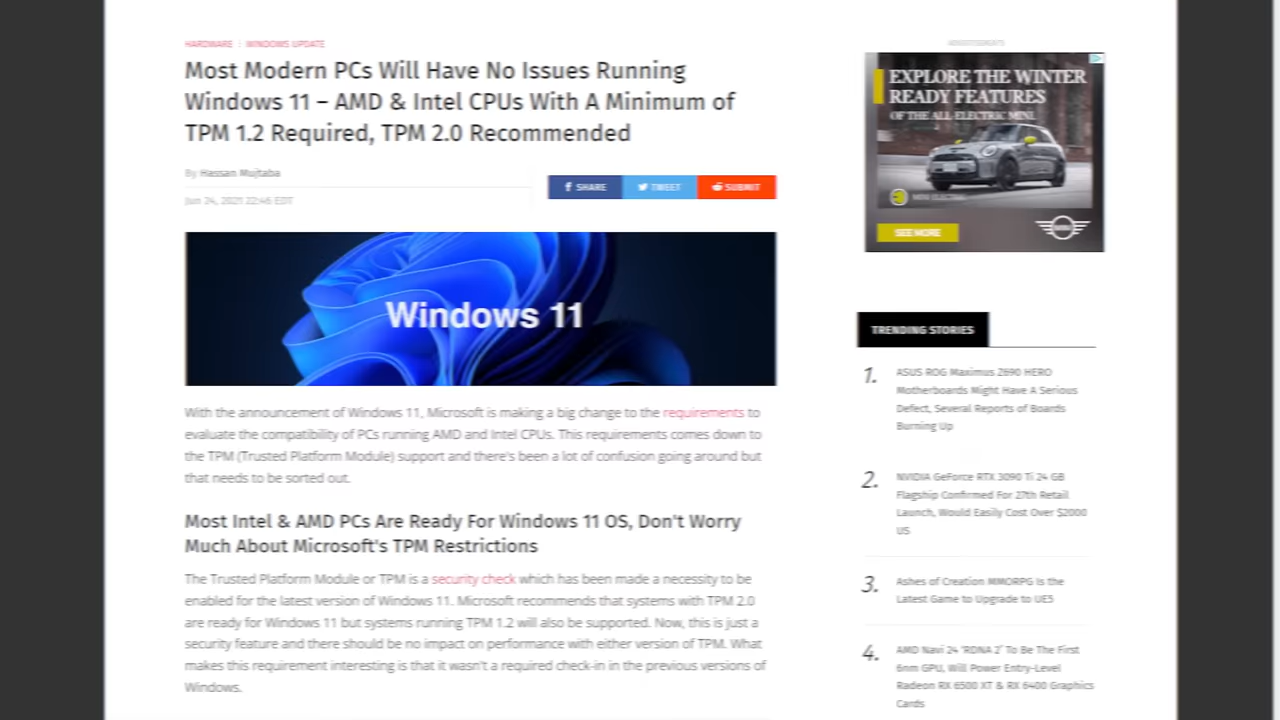 HARDWARE | WINDOWS UPDATE
Most Modern PCs Will Have No Issues Running
Windows 11 – AMD & Intel CPUs With A Minimum of
TPM 1.2 Required, TPM 2.0 Recommended
By Hassan Mujtaba
Jun 24, 2021 22:46 EDT
SHARE
TWEET
SUBMIT
Windows 11
With the announcement of Windows 11, Microsoft is making a big change to the requirements to
evaluate the compatibility of PCs running AMD and Intel CPUs. This requirements comes down to
the TPM (Trusted Platform Module) support and there's been a lot of confusion going around but
that needs to be sorted out.
Most Intel & AMD PCs Are Ready For Windows 11 OS, Don't Worry
Much About Microsoft's TPM Restrictions
The Trusted Platform Module or TPM is a security check which has been made a necessity to be
enabled for the latest version of Windows 11. Microsoft recommends that systems with TPM 2.0
are ready for Windows 11 but systems running TPM 1.2 will also be supported. Now, this is just a
security feature and there should be no impact on performance with either version of TPM. What
makes this requirement interesting is that it wasn't a required check-in in the previous versions of
Windows.
EXPLORE THE WINTER
READY FEATURES
OF THE ALL-ELECTRIC MINI.
SEE MORE
MINI
TRENDING STORIES
1. ASUS ROG Maximus Z690 HERO
Motherboards Might Have A Serious
Defect, Several Reports of Boards
Burning Up
2. NVIDIA GeForce RTX 3090 Ti 24 GB
Flagship Confirmed For 27th Retail
Launch, Would Easily Cost Over $2000
US
3. Ashes of Creation MMORPG Is the
Latest Game to Upgrade to UE5
4. AMD Navi 24 'RDNA 2' To Be The First
6nm GPU, Will Power Entry-Level
Radeon RX 6500 XT & RX 6400 Graphics
Cards